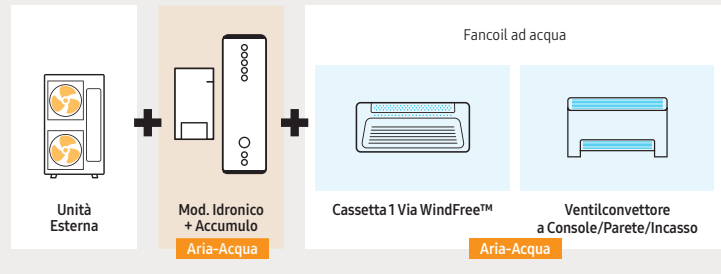 Fancoil ad acqua
Unità
Esterna
Mod. Idronico
+ Accumulo
Aria-Acqua
Cassetta 1 Via WindFree™
Ventilconvettore
a Console/Parete/Incasso
Aria-Acqua